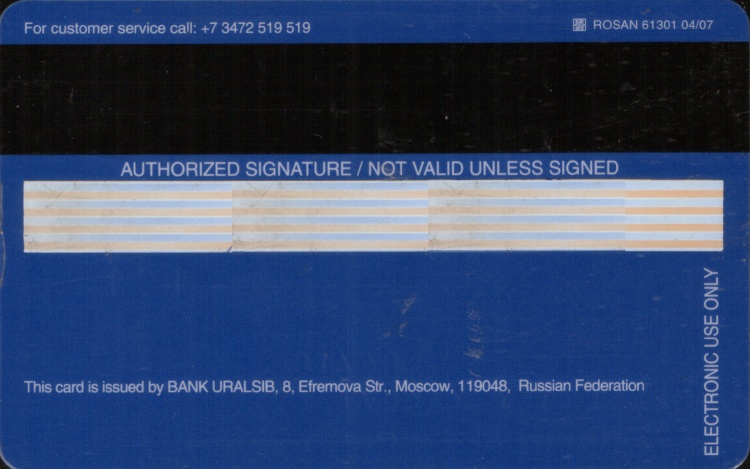 For customer service call: +7 3472 519 519
ROSAN 61301 04/07
AUTHORIZED SIGNATURE / NOT VALID UNLESS SIGNED
ELECTRONIC USE ONLY
This card is issued by BANK URALSIB, 8, Efremova Str., Moscow, 119048, Russian Federation